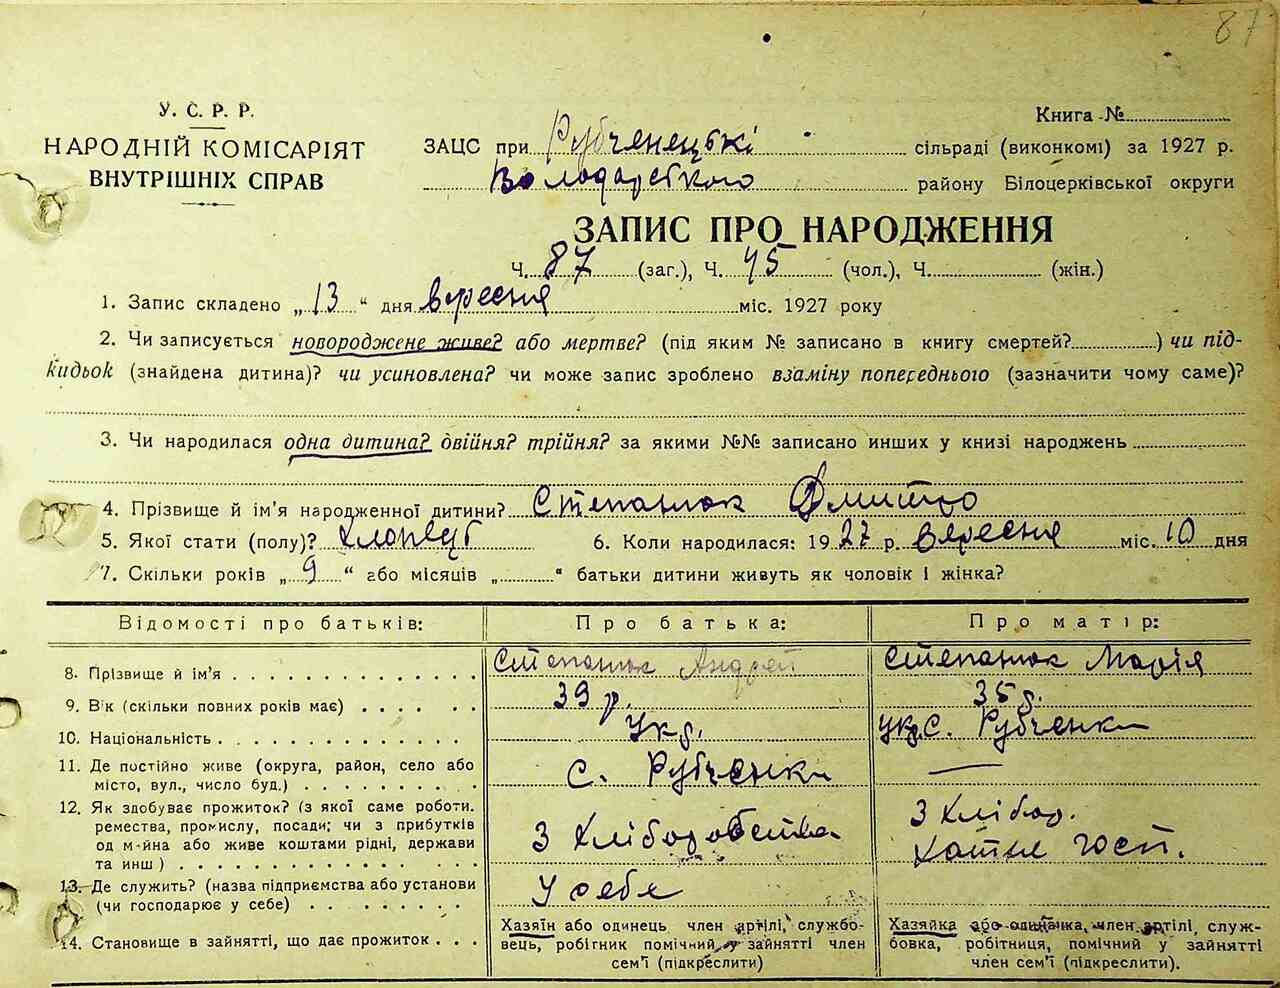 87
У. С. Р. Р.
НАРОДНІЙ КОМІСАРІЯТ
ВНУТРІШНІХ СПРАВ
Книга №
ЗАЦС при Рубченецькі сільраді (виконкомі) за 1927 р.
Володарського району Білоцерківської округи
ЗАПИС ПРО НАРОДЖЕННЯ
Ч. 87 (заг.), Ч. 45 (чол.), Ч. (жін.)
1. Запис складено „ 13 “ дня вересня міс. 1927 року
2. Чи записується новороджене живе? або мертве? (під яким № записано в книгу смертей? ) чи під-
кидьок (знайдена дитина)? чи усиновлена? чи може запис зроблено взаміну попереднього (зазначити чому саме)?
3. Чи народилася одна дитина? двійня? трійня? за якими №№ записано инших у книзі народжень
4. Прізвище й ім'я народженної дитини? Степанюк Дмитро
5. Якої стати (полу)? Хлопець 6. Коли народилася: 1927 р. вересня міс. 10 дня
7. Скільки років „ 9 “ або місяців „ “ батьки дитини живуть як чоловік і жінка?
Відомості про батьків: Про батька: Про матір:
8. Прізвище й ім'я Степанюк Андрей Степанюк Марія
9. Вік (скільки повних років має) 39 р. 35 р.
10. Національність Укр. укр. С. Рубченки
11. Де постійно живе (округа, район, село або
місто, вул., число буд.) С. Рубченки —
12. Як здобуває прожиток? (з якої саме роботи.
ремества, промислу, посади; чи з прибутків
од майна або живе коштами рідні, держави
та инш) З хліборобства З хлібор.
хатнє госп.
13. Де служить? (назва підприємства або установи
(чи господарює у себе) У себе
14. Становище в зайнятті, що дає прожиток
Хазяїн або одинець член артілі, службо-
вець, робітник помічний у зайнятті член
сем'ї (підкреслити)
Хазяйка або одиначка, член артілі, служ-
бовка, робітниця, помічний у зайнятті
член сем'ї (підкреслити).